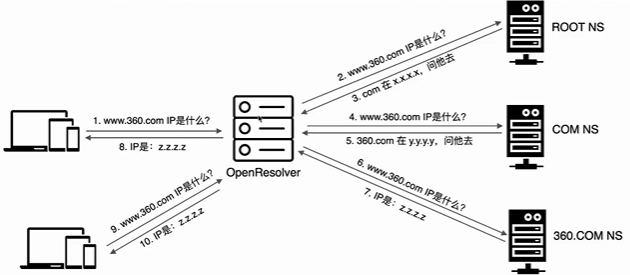 2. www.360.com IP是什么?
ROOT NS
3. com 在 x.x.x.x，问他去
1. www.360.com IP是什么?
4. www.360.com IP是什么?
COM NS
8. IP是：z.z.z.z
5. 360.com 在 y.y.y.y，问他去
OpenResolver
6. www.360.com IP是什么?
7. IP是：z.z.z.z
9. www.360.com IP是什么?
10. IP是：z.z.z.z
360.COM NS